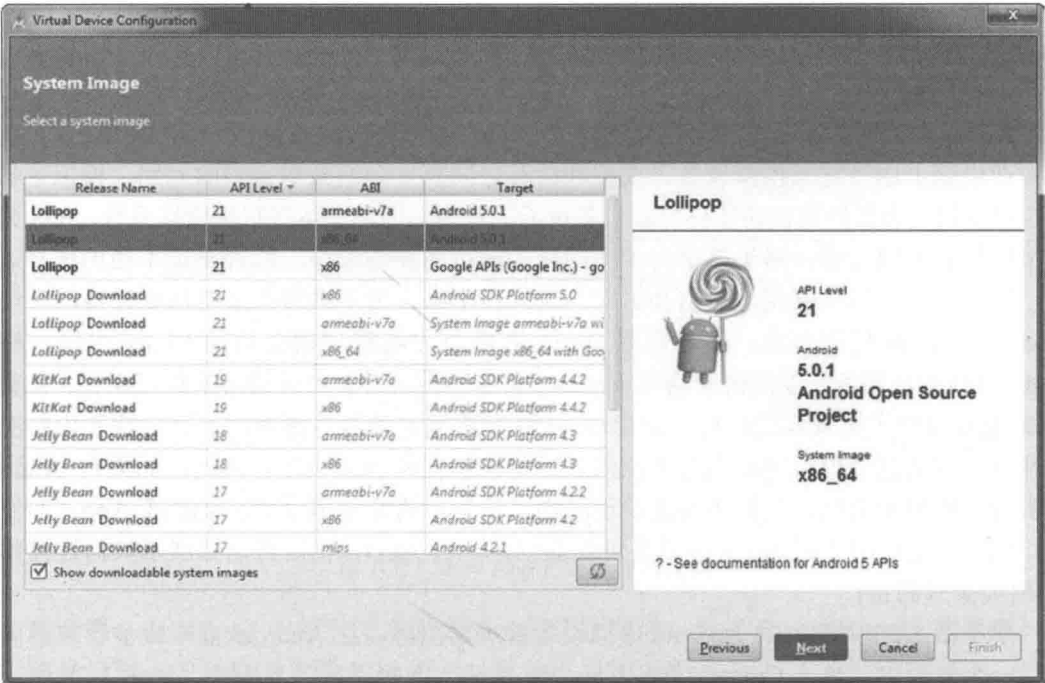 Virtual Device Configuration
X
System Image
Select a system image
Release Name API Level ABI Target
Lollipop 21 armeabi-v7a Android 5.0.1
Lollipop 21 x86_64 Android 5.0.1
Lollipop 21 x86 Google APIs (Google Inc.) - go
Lollipop Download 21 x86 Android SDK Platform 5.0
Lollipop Download 21 armeabi-v7a System Image armeabi-v7a wi
Lollipop Download 21 x86_64 System Image x86_64 with Goo
KitKat Download 19 armeabi-v7a Android SDK Platform 4.4.2
KitKat Download 19 x86 Android SDK Platform 4.4.2
Jelly Bean Download 18 armeabi-v7a Android SDK Platform 4.3
Jelly Bean Download 18 x86 Android SDK Platform 4.3
Jelly Bean Download 17 armeabi-v7a Android SDK Platform 4.2.2
Jelly Bean Download 17 x86 Android SDK Platform 4.2
Jelly Bean Download 17 mips Android 4.2.1
Show downloadable system images
Lollipop
API Level
21
Android
5.0.1
Android Open Source
Project
System Image
x86_64
? - See documentation for Android 5 APIs
Previous Next Cancel Finish